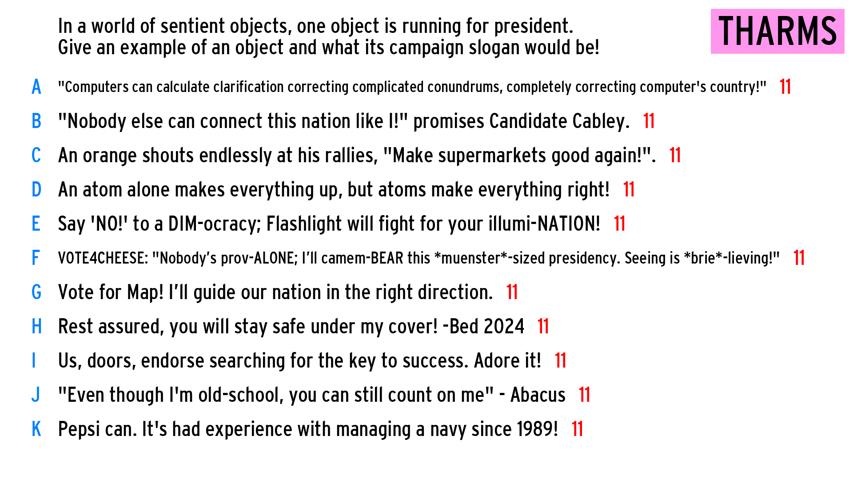 In a world of sentient objects, one object is running for president.
Give an example of an object and what its campaign slogan would be!
THARMS
A "Computers can calculate clarification correcting complicated conundrums, completely correcting computer's country!" 11
B "Nobody else can connect this nation like I!" promises Candidate Cabley. 11
C An orange shouts endlessly at his rallies, "Make supermarkets good again!". 11
D An atom alone makes everything up, but atoms make everything right! 11
E Say 'NO!' to a DIM-ocracy; Flashlight will fight for your illumi-NATION! 11
F VOTE4CHEESE: "Nobody's prov-ALONE; I'll camem-BEAR this *muenster*-sized presidency. Seeing is *brie*-lieving!" 11
G Vote for Map! I'll guide our nation in the right direction. 11
H Rest assured, you will stay safe under my cover! -Bed 2024 11
I Us, doors, endorse searching for the key to success. Adore it! 11
J "Even though I'm old-school, you can still count on me" - Abacus 11
K Pepsi can. It's had experience with managing a navy since 1989! 11